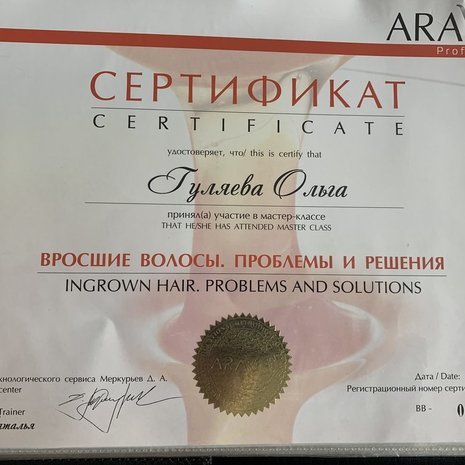 ARA
Prof
СЕРТИФИКАТ
CERTIFICATE
удостоверяет, что/ this is certify that
Гуляева Ольга
принял(а) участие в мастер-классе
THAT HE/SHE HAS ATTENDED MASTER CLASS
ВРОСШИЕ ВОЛОСЫ. ПРОБЛЕМЫ И РЕШЕНИЯ
INGROWN HAIR. PROBLEMS AND SOLUTIONS
хнологического сервиса Меркурьев Д. А.
center
Trainer
аталья
Дата / Date:
Регистрационный номер серти
BB - 0